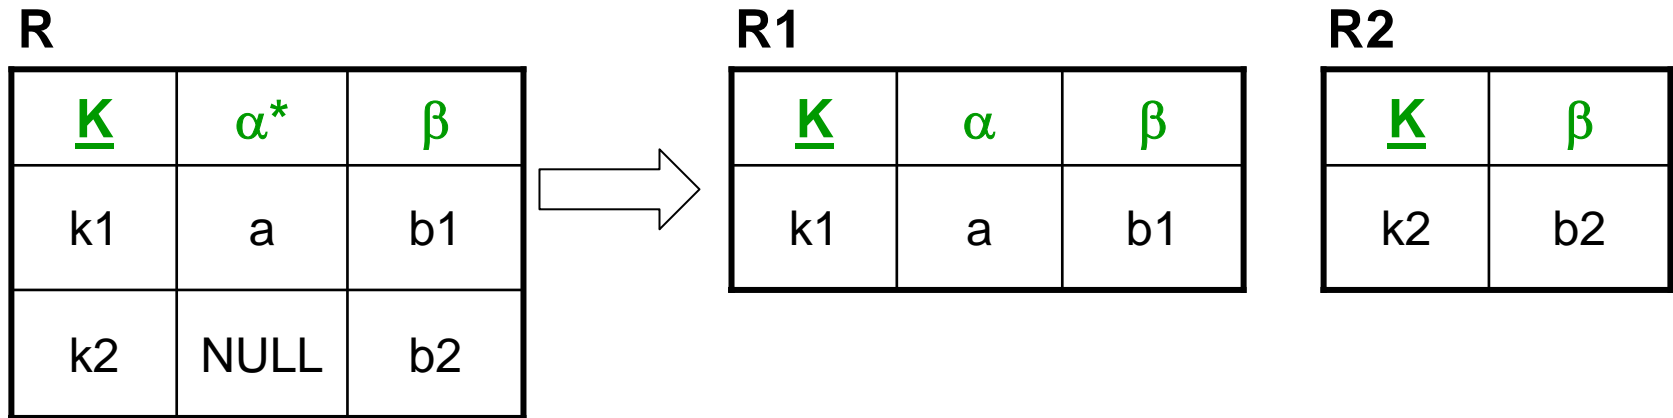 R R1 R2
K α* β K α β K β
k1 a b1 k1 a b1 k2 b2
k2 NULL b2